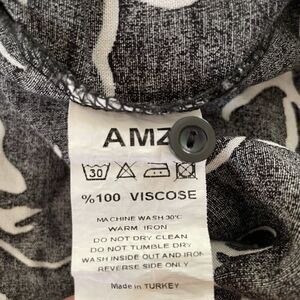 AMZ
30
%100 VISCOSE
MACHINE WASH 30°C
WARM IRON
DO NOT DRY CLEAN
DO NOT TUMBLE DRY
WASH INSIDE OUT AND IRON
REVERSE SIDE ONLY
Made in TURKEY